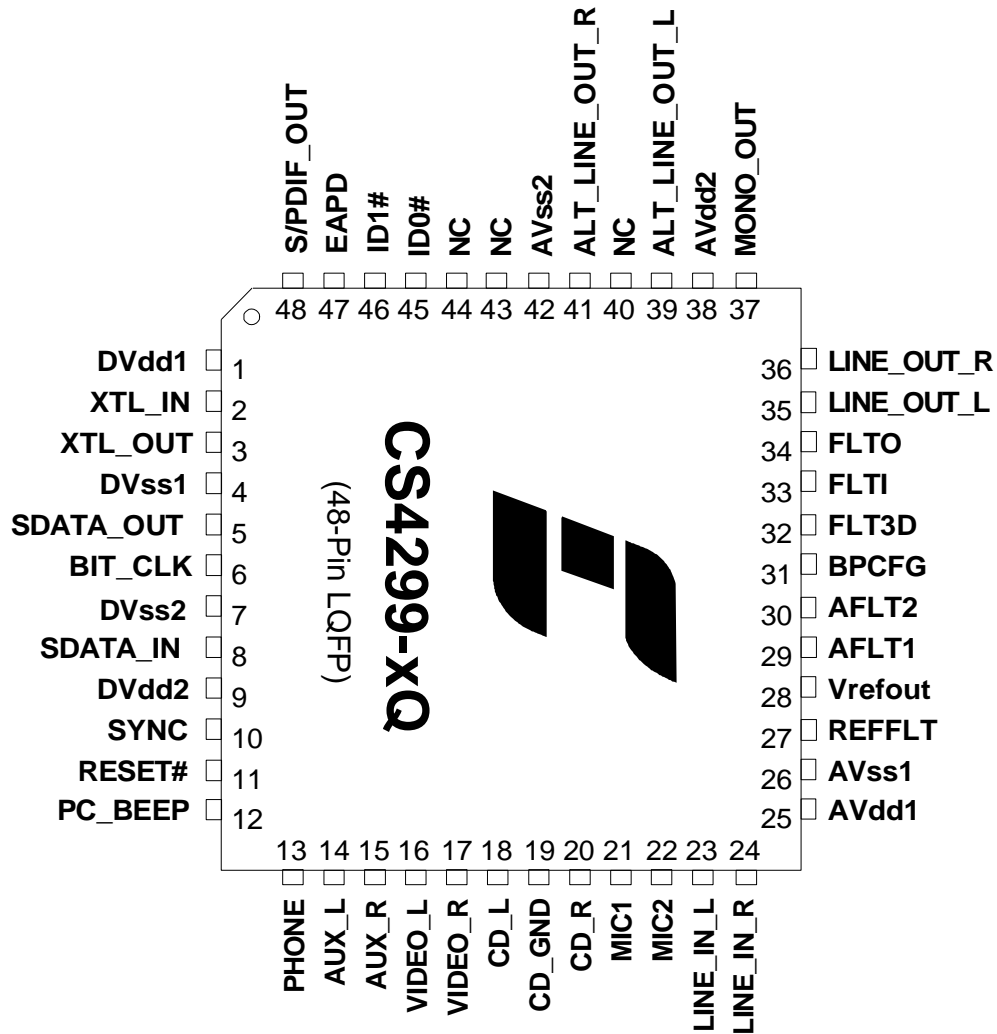 S/PDIF_OUT
EAPD
ID1#
ID0#
NC
NC
AVss2
ALT_LINE_OUT_R
NC
ALT_LINE_OUT_L
AVdd2
MONO_OUT
48 47 46 45 44 43 42 41 40 39 38 37
DVdd1 1
XTL_IN 2
XTL_OUT 3
DVss1 4
SDATA_OUT 5
BIT_CLK 6
DVss2 7
SDATA_IN 8
DVdd2 9
SYNC 10
RESET# 11
PC_BEEP 12
CS4299-xQ
(48-Pin LQFP)
36 LINE_OUT_R
35 LINE_OUT_L
34 FLTO
33 FLTI
32 FLT3D
31 BPCFG
30 AFLT2
29 AFLT1
28 Vrefout
27 REFFLT
26 AVss1
25 AVdd1
13 14 15 16 17 18 19 20 21 22 23 24
PHONE
AUX_L
AUX_R
VIDEO_L
VIDEO_R
CD_L
CD_GND
CD_R
MIC1
MIC2
LINE_IN_L
LINE_IN_R